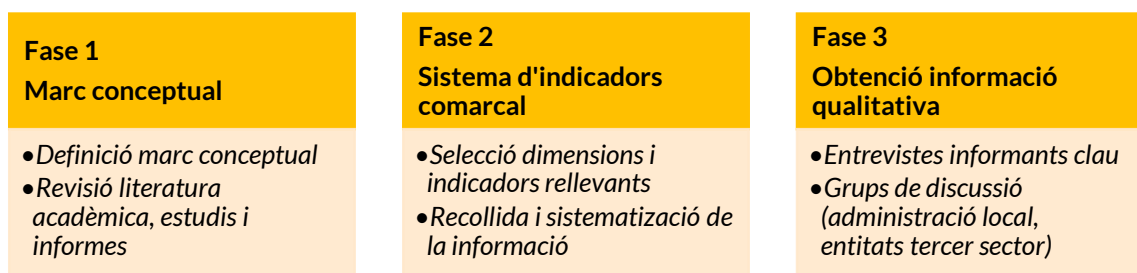 Fase 1
Marc conceptual
•Definició marc conceptual
•Revisió literatura
acadèmica, estudis i
informes
Fase 2
Sistema d'indicadors
comarcal
•Selecció dimensions i
indicadors rellevants
•Recollida i sistematizació de
la informació
Fase 3
Obtenció informació
qualitativa
•Entrevistes informants clau
•Grups de discussió
(administració local,
entitats tercer sector)